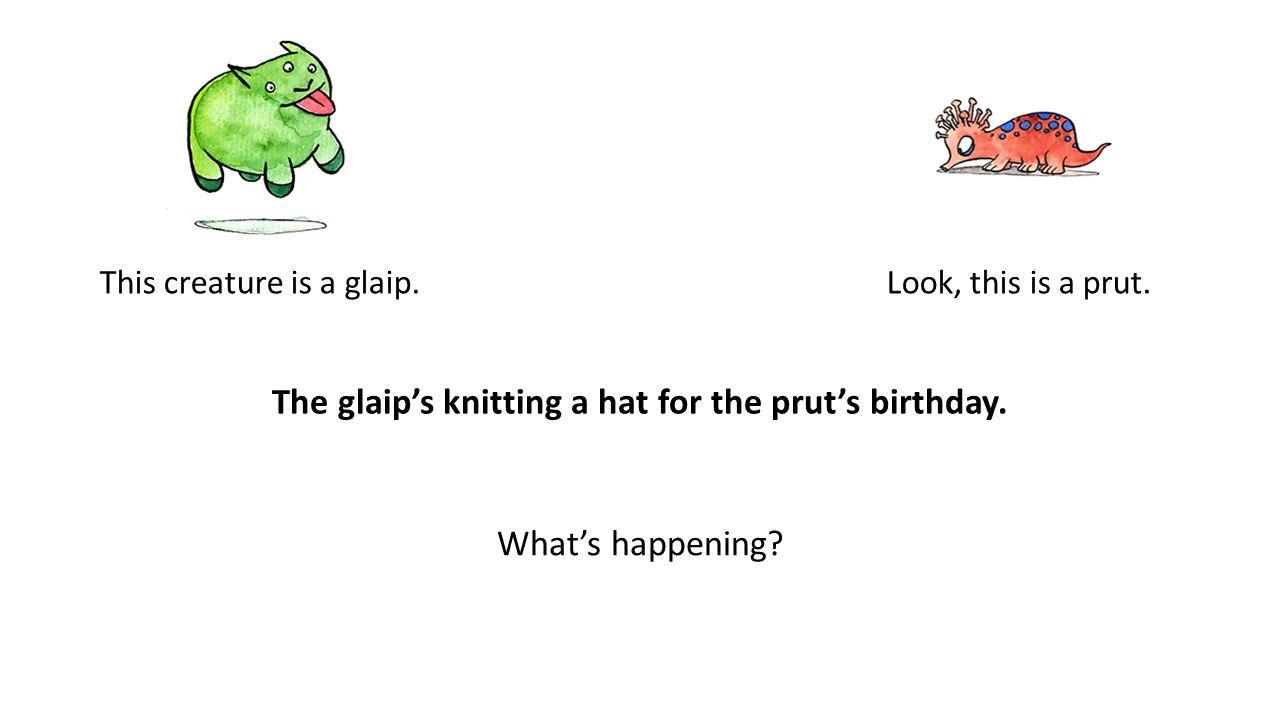 This creature is a glaip.
Look, this is a prut.
The glaip’s knitting a hat for the prut’s birthday.
What’s happening?